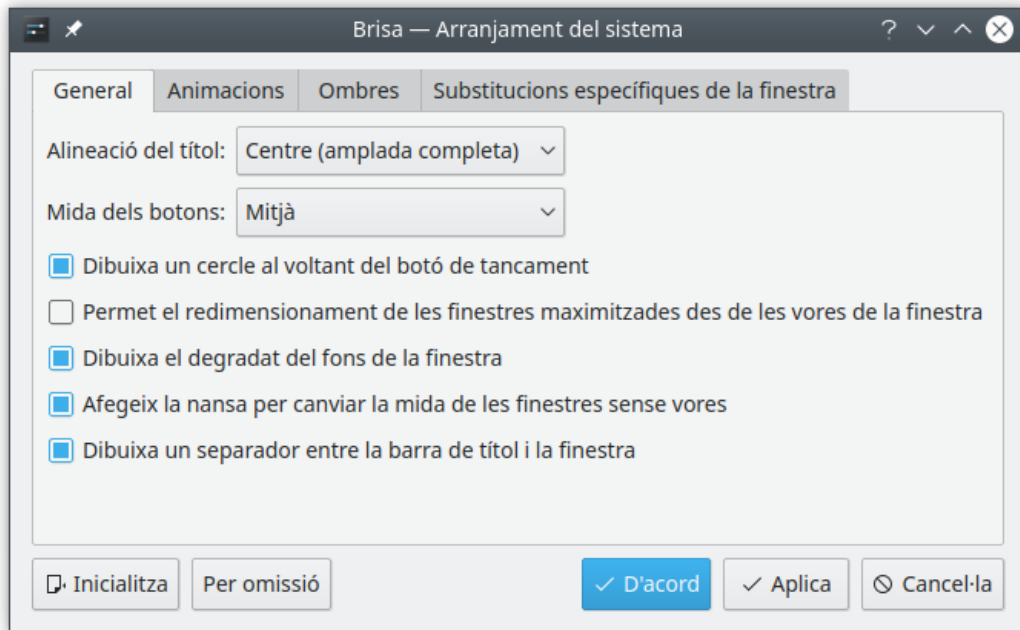 Brisa — Arranjament del sistema
General Animacions Ombres Substitucions específiques de la finestra
Alineació del títol: Centre (amplada completa)
Mida dels botons: Mitjà
Dibuixa un cercle al voltant del botó de tancament
Permet el redimensionament de les finestres maximitzades des de les vores de la finestra
Dibuixa el degradat del fons de la finestra
Afegeix la nansa per canviar la mida de les finestres sense vores
Dibuixa un separador entre la barra de títol i la finestra
Inicialitza Per omissió D'acord Aplica Cancel·la